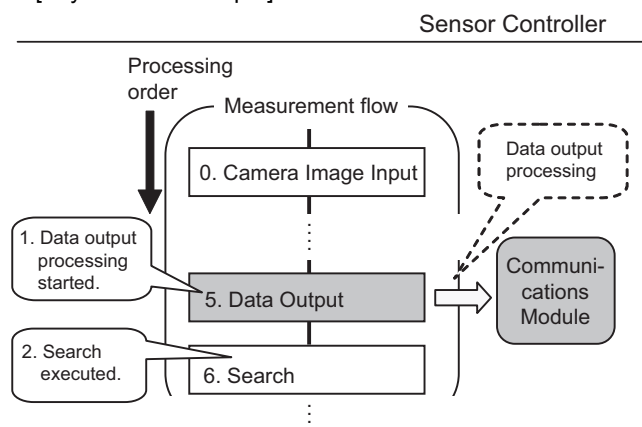 Sensor Controller
Processing
order
Measurement flow
0. Camera Image Input
Data output
processing
1. Data output
processing
started.
5. Data Output
Communi-
cations
Module
2. Search
executed.
6. Search